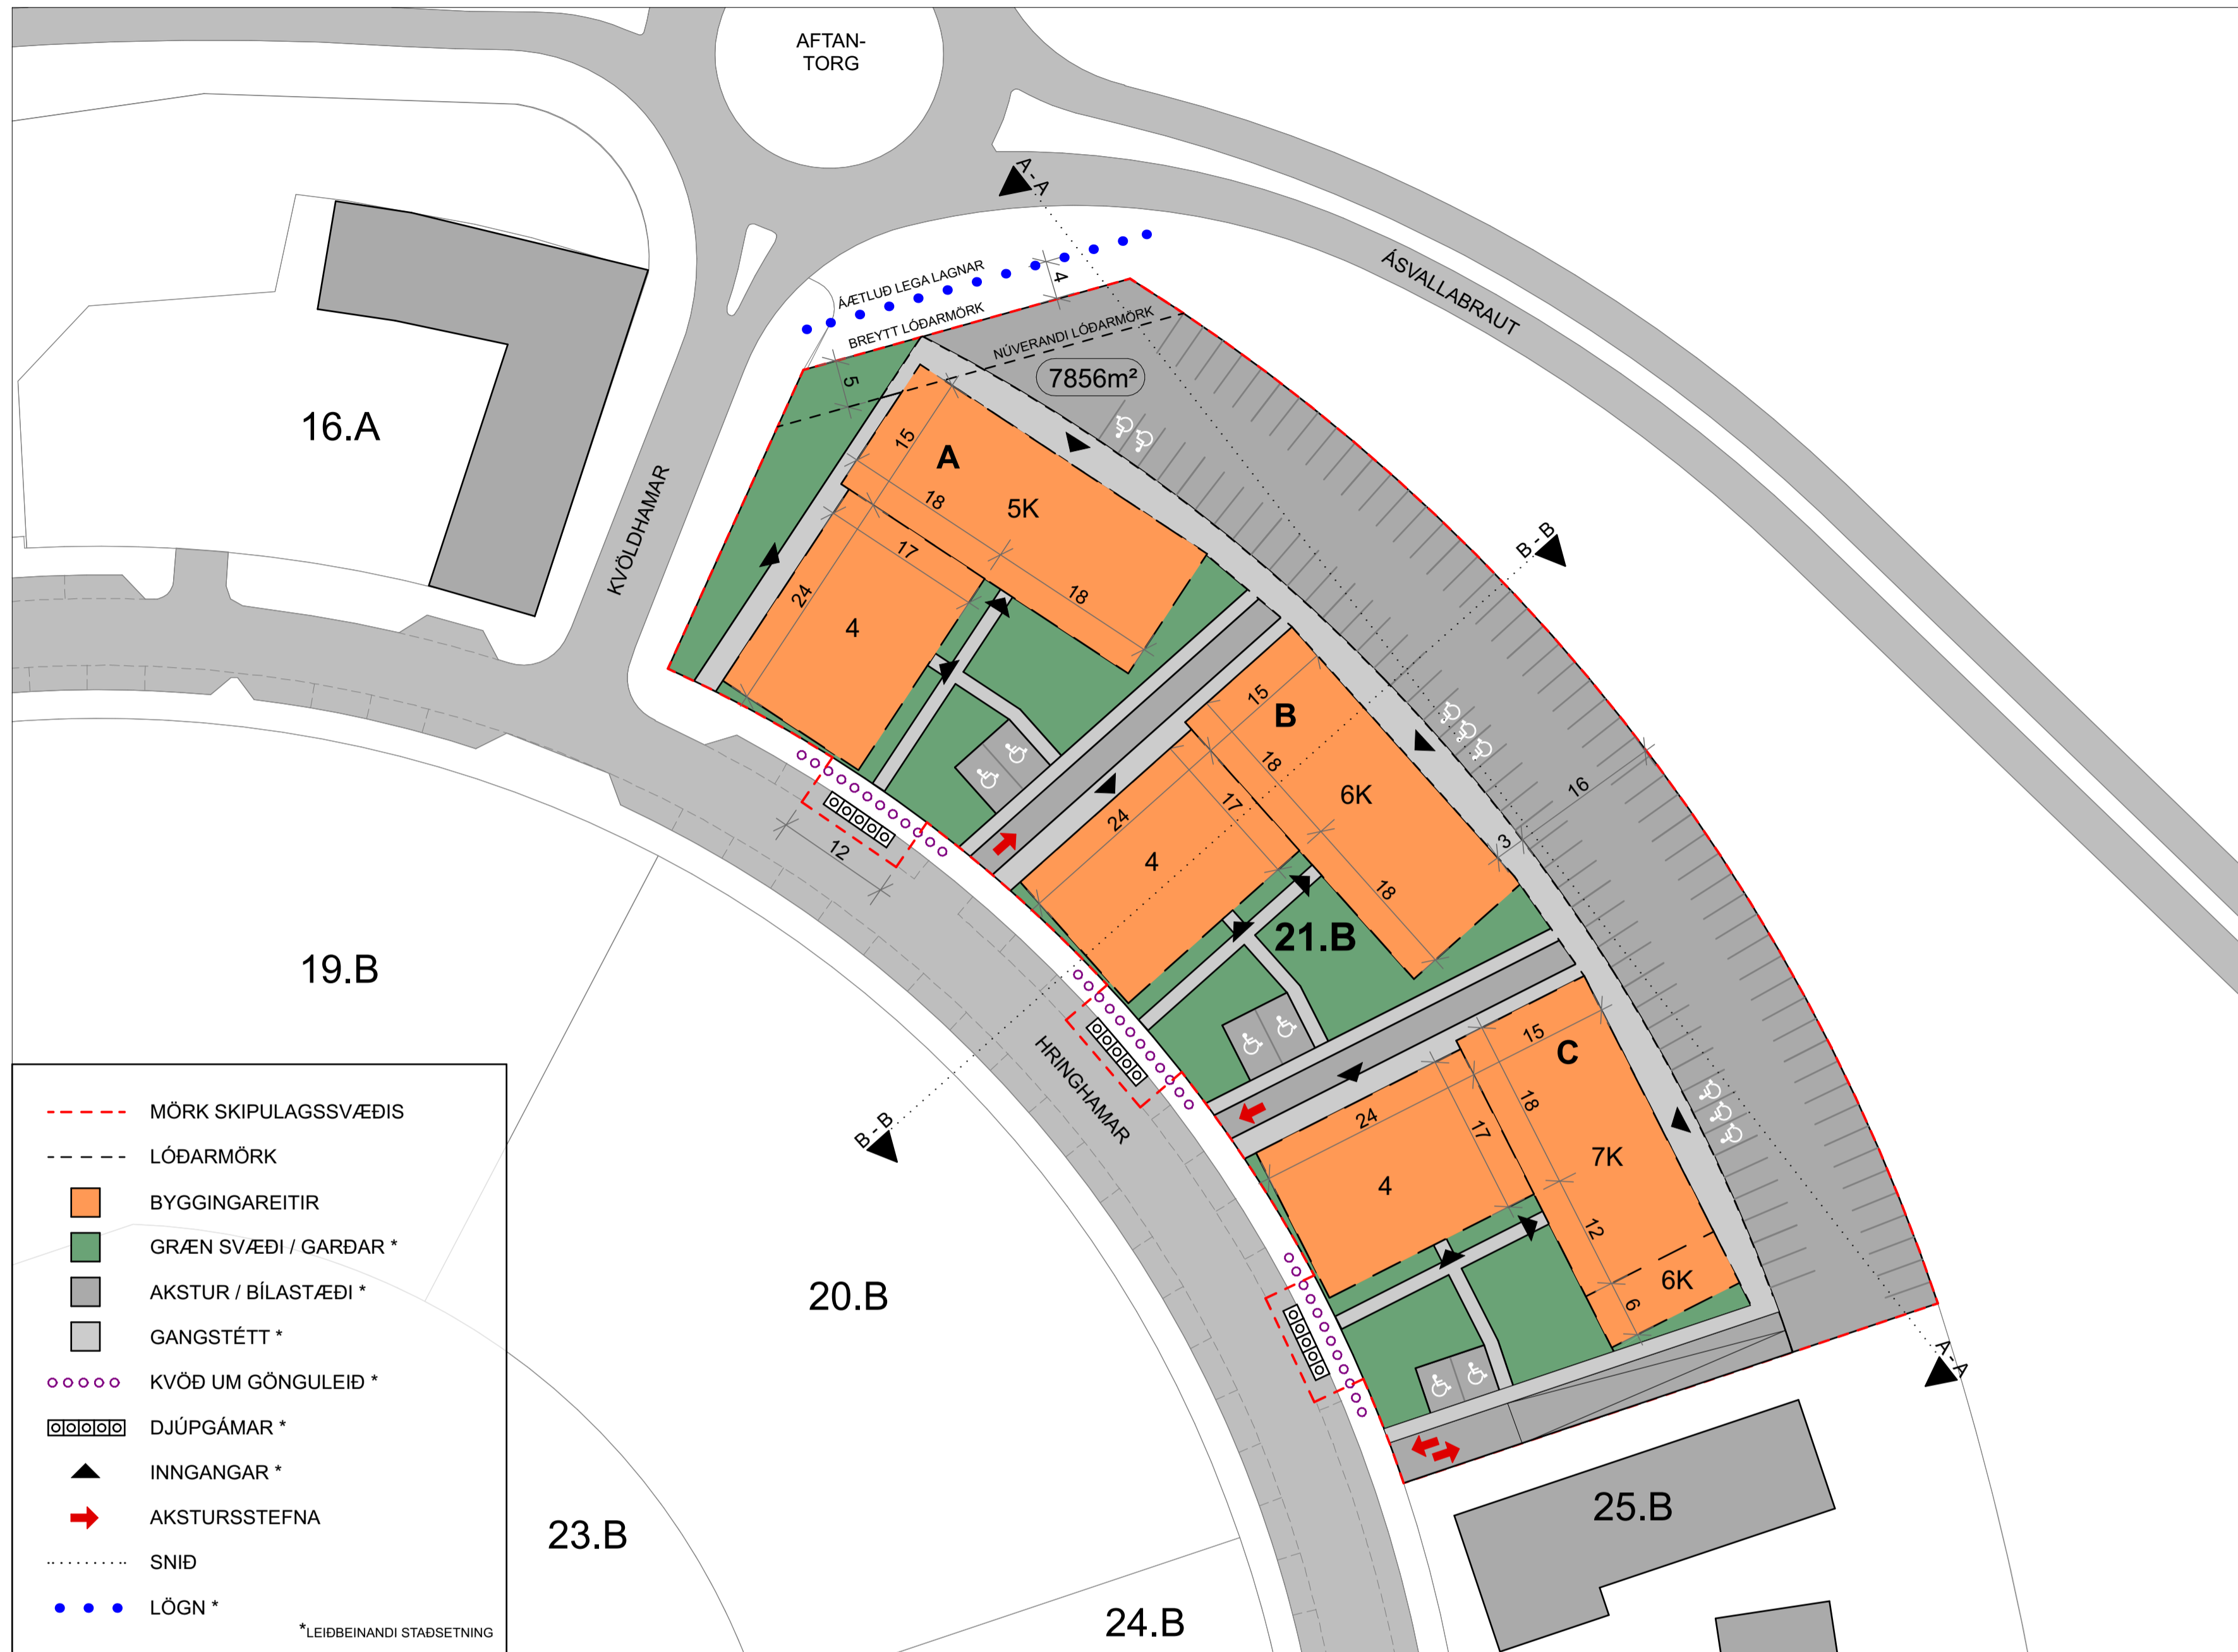 AFTAN-
TORG
A - A
ÁSVALLABRAUT
ÁÆTLUÐ LEGA LAGNAR
4
BREYTT LÓÐARMÖRK
NÚVERANDI LÓÐARMÖRK
5
7856m²
16.A
KVÖLDHAMAR
A
15
18
5K
17
18
24
4
B - B
B
15
18
6K
24
17
4
18
16
3
12
21.B
19.B
HRINGHAMAR
B - B
C
15
18
24
17
7K
4
12
6K
6
20.B
A - A
25.B
23.B
24.B
MÖRK SKIPULAGSSVÆÐIS
LÓÐARMÖRK
BYGGINGAREITIR
GRÆN SVÆÐI / GARÐAR *
AKSTUR / BÍLASTÆÐI *
GANGSTÉTT *
KVÖÐ UM GÖNGULEIÐ *
DJÚPGÁMAR *
INNGANGAR *
AKSTURSSTEFNA
SNIÐ
LÖGN *
*LEIÐBEINANDI STAÐSETNING